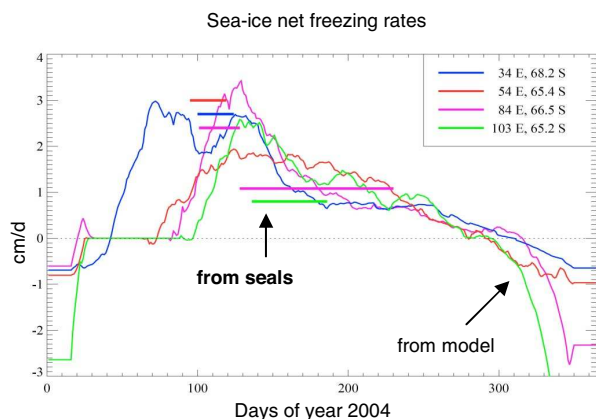 Sea-ice net freezing rates
34 E, 68.2 S
54 E, 65.4 S
84 E, 66.5 S
103 E, 65.2 S
4
3
2
1
0
-1
-2
-3
cm/d
from seals
from model
0
100
200
300
Days of year 2004